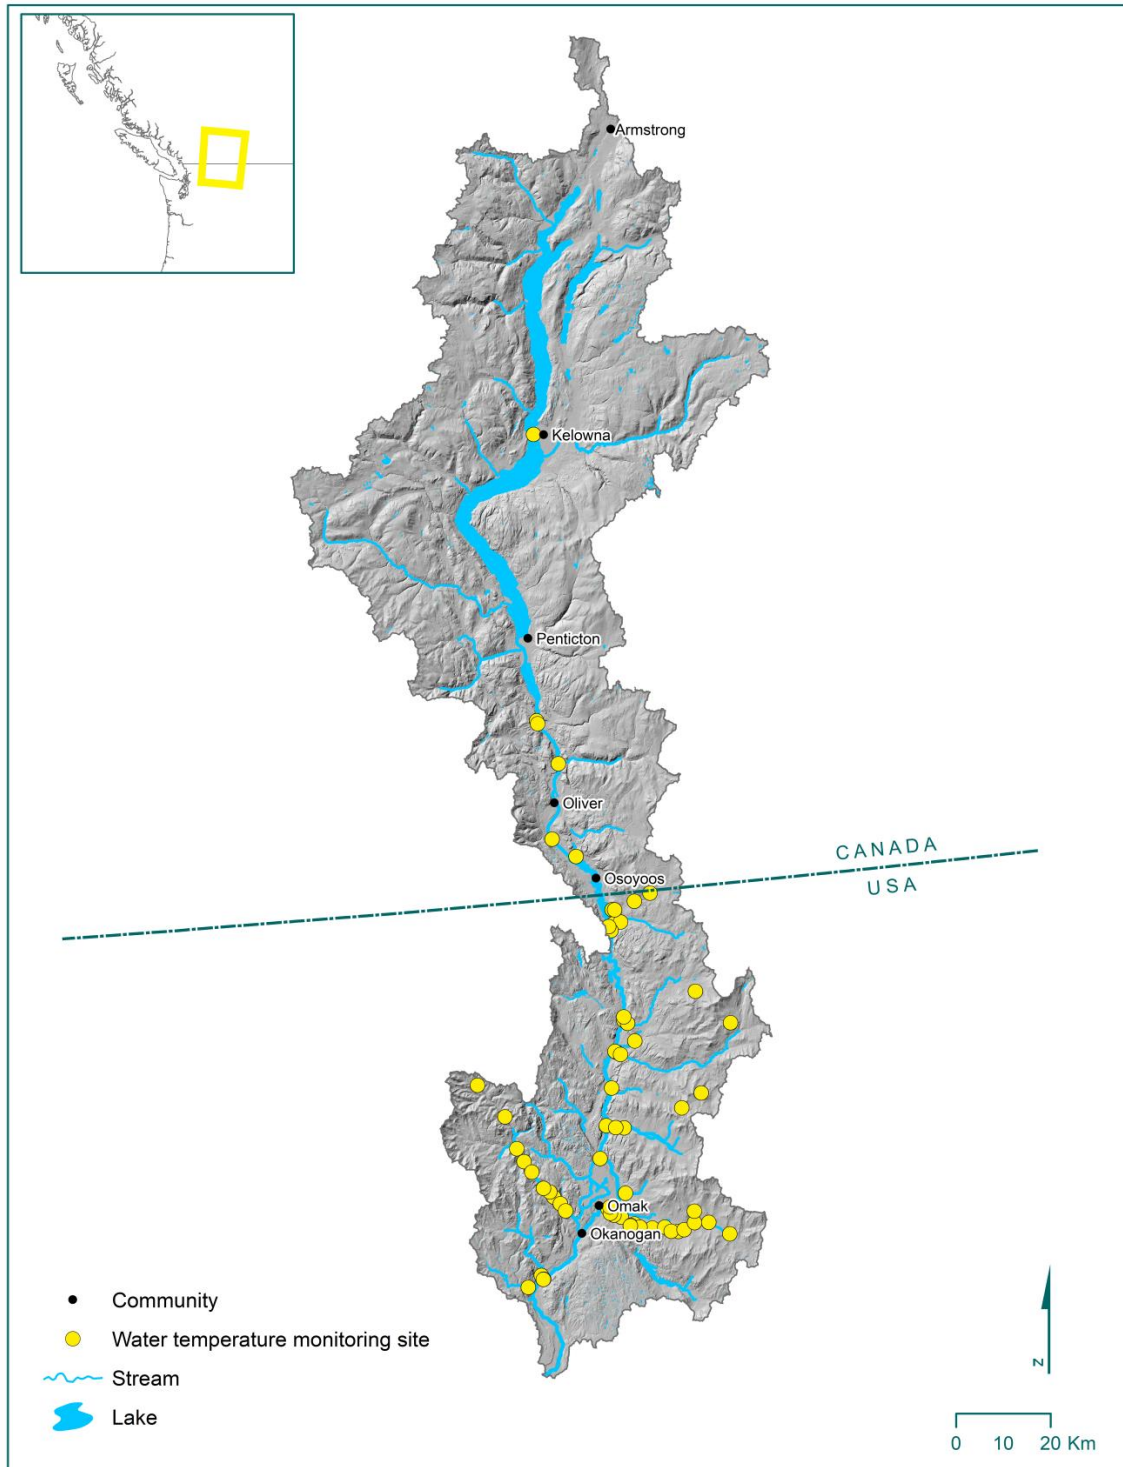 Armstrong
Kelowna
Penticton
Oliver
CANADA
Osoyoos
USA
Omak
Okanogan
Community
Water temperature monitoring site
Stream
Lake
N
0 10 20 Km